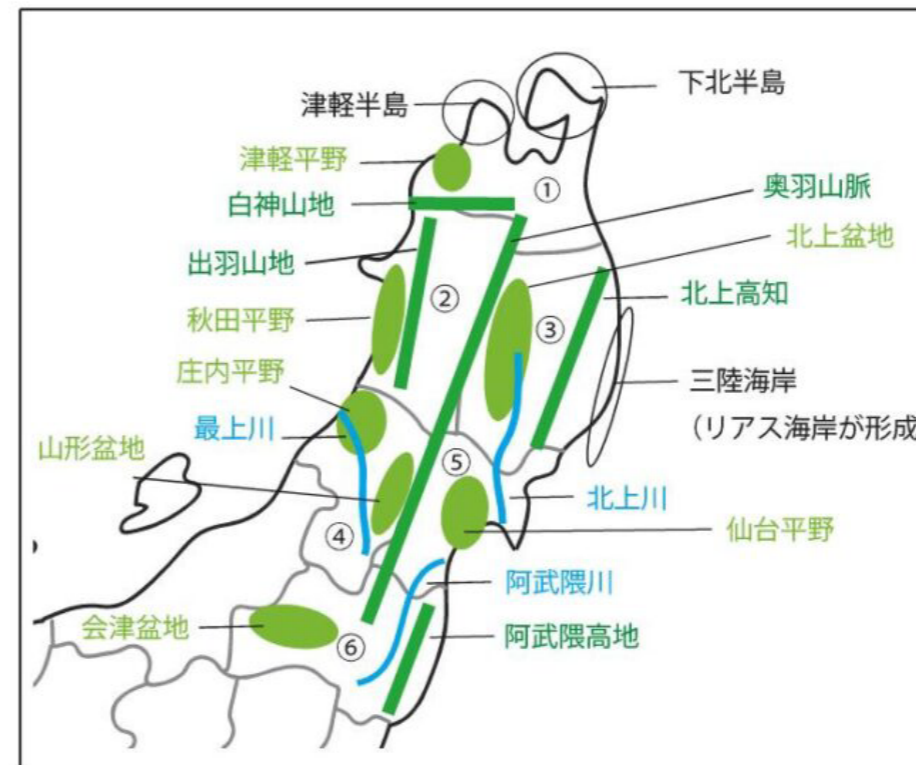 下北半島
津軽半島
津軽平野
①
奥羽山脈
白神山地
北上盆地
出羽山地
北上高知
②
③
秋田平野
庄内平野
三陸海岸
最上川
（リアス海岸が形成
山形盆地
⑤
北上川
仙台平野
④
阿武隈川
会津盆地
⑥
阿武隈高地